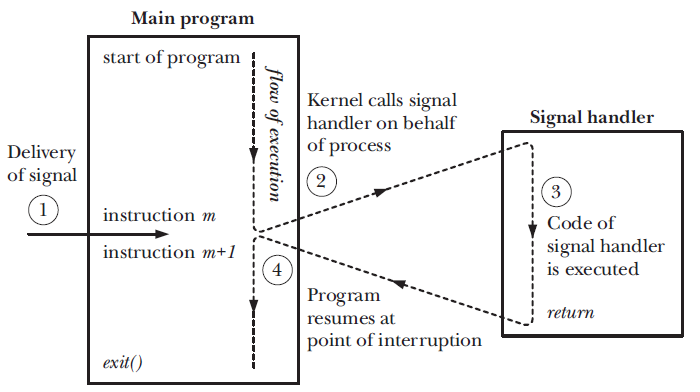 Main program
start of program
flow of execution
Kernel calls signal
handler on behalf
of process
2
Signal handler
Delivery
of signal
1
3
Code of
signal handler
is executed
instruction m
instruction m+1
4
Program
resumes at
point of interruption
return
exit()